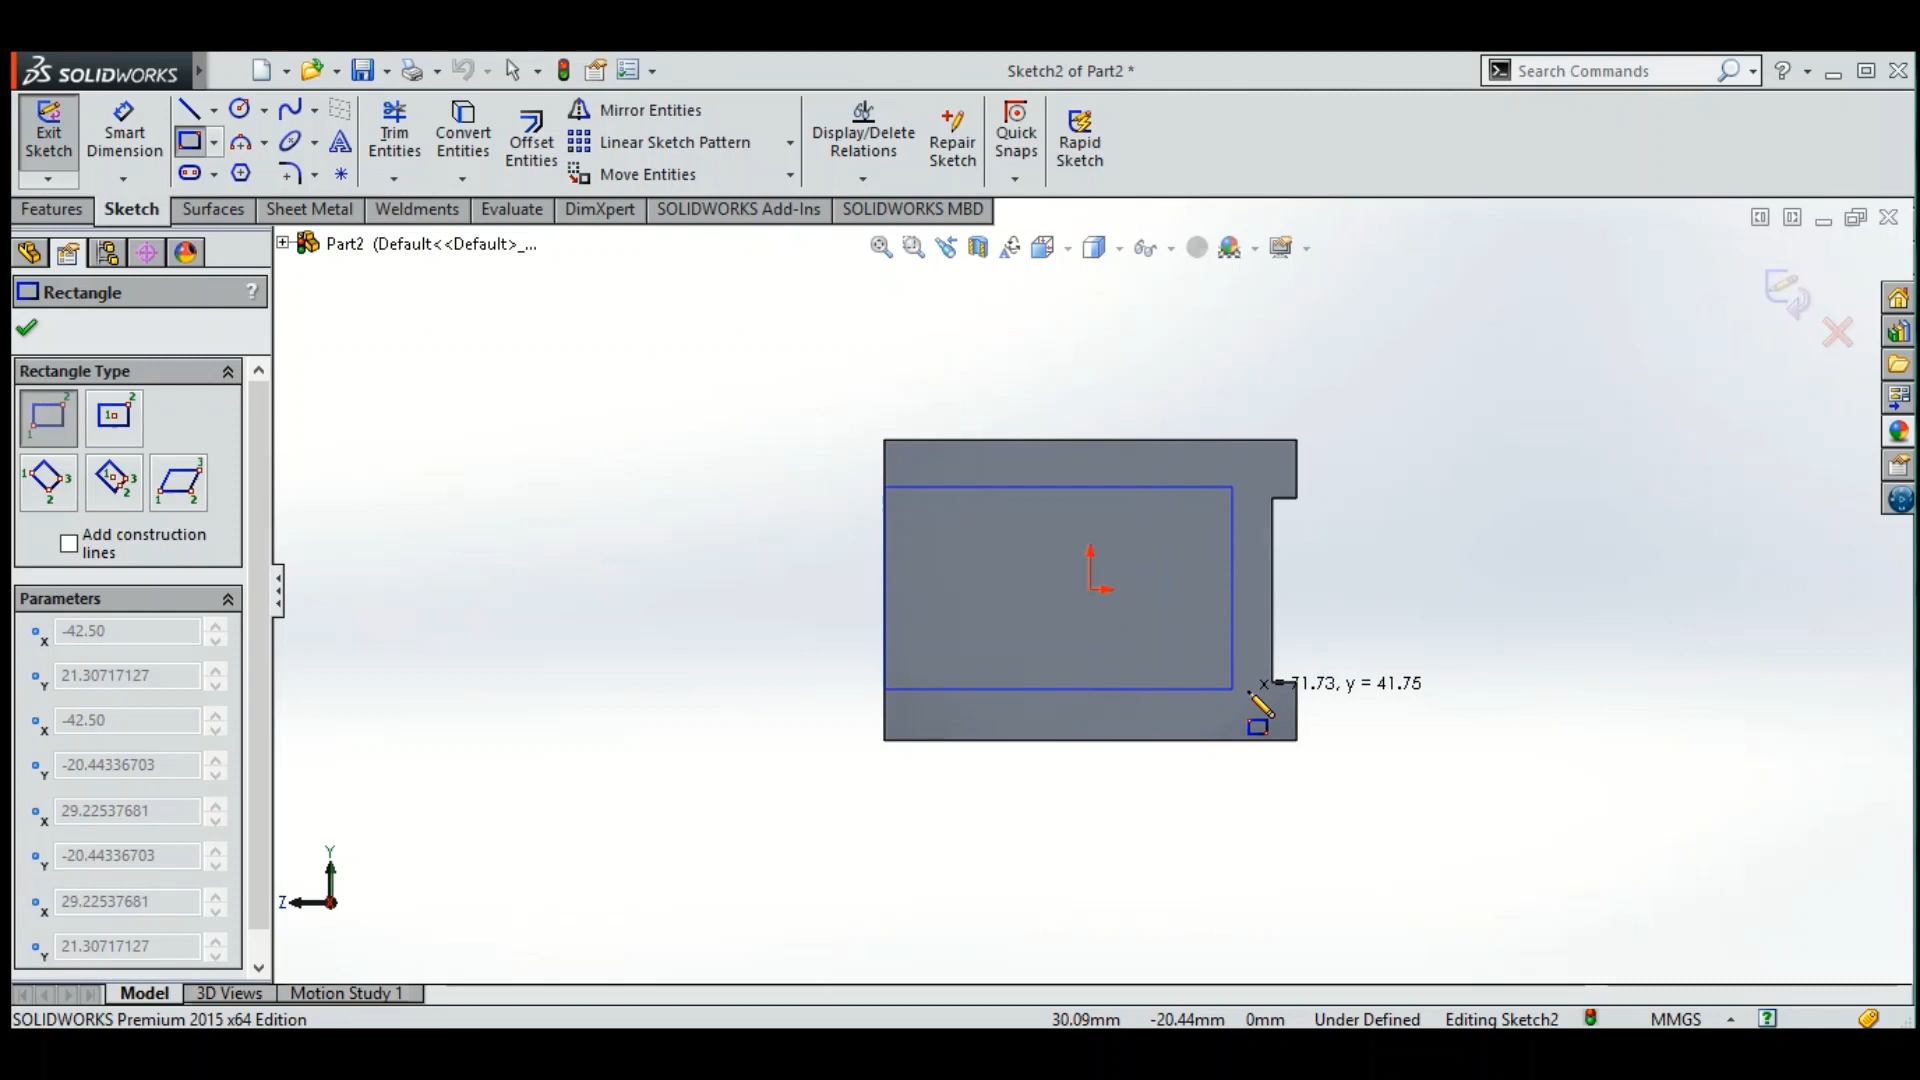 SOLIDWORKS
Sketch2 of Part2 *
Search Commands
Exit Sketch
Smart Dimension
Trim Entities
Convert Entities
Offset Entities
Mirror Entities
Linear Sketch Pattern
Move Entities
Display/Delete Relations
Repair Sketch
Quick Snaps
Rapid Sketch
Features
Sketch
Surfaces
Sheet Metal
Weldments
Evaluate
DimXpert
SOLIDWORKS Add-Ins
SOLIDWORKS MBD
Part2 (Default<<Default>_...
Rectangle
?
Rectangle Type
Add construction
lines
Parameters
X -42.50
Y 21.30717127
X -42.50
Y -20.44336703
X 29.22537681
Y -20.44336703
X 29.22537681
Y 21.30717127
x = 71.73, y = 41.75
Y
Z
Model
3D Views
Motion Study 1
SOLIDWORKS Premium 2015 x64 Edition
30.09mm
-20.44mm
0mm
Under Defined
Editing Sketch2
MMGS
?